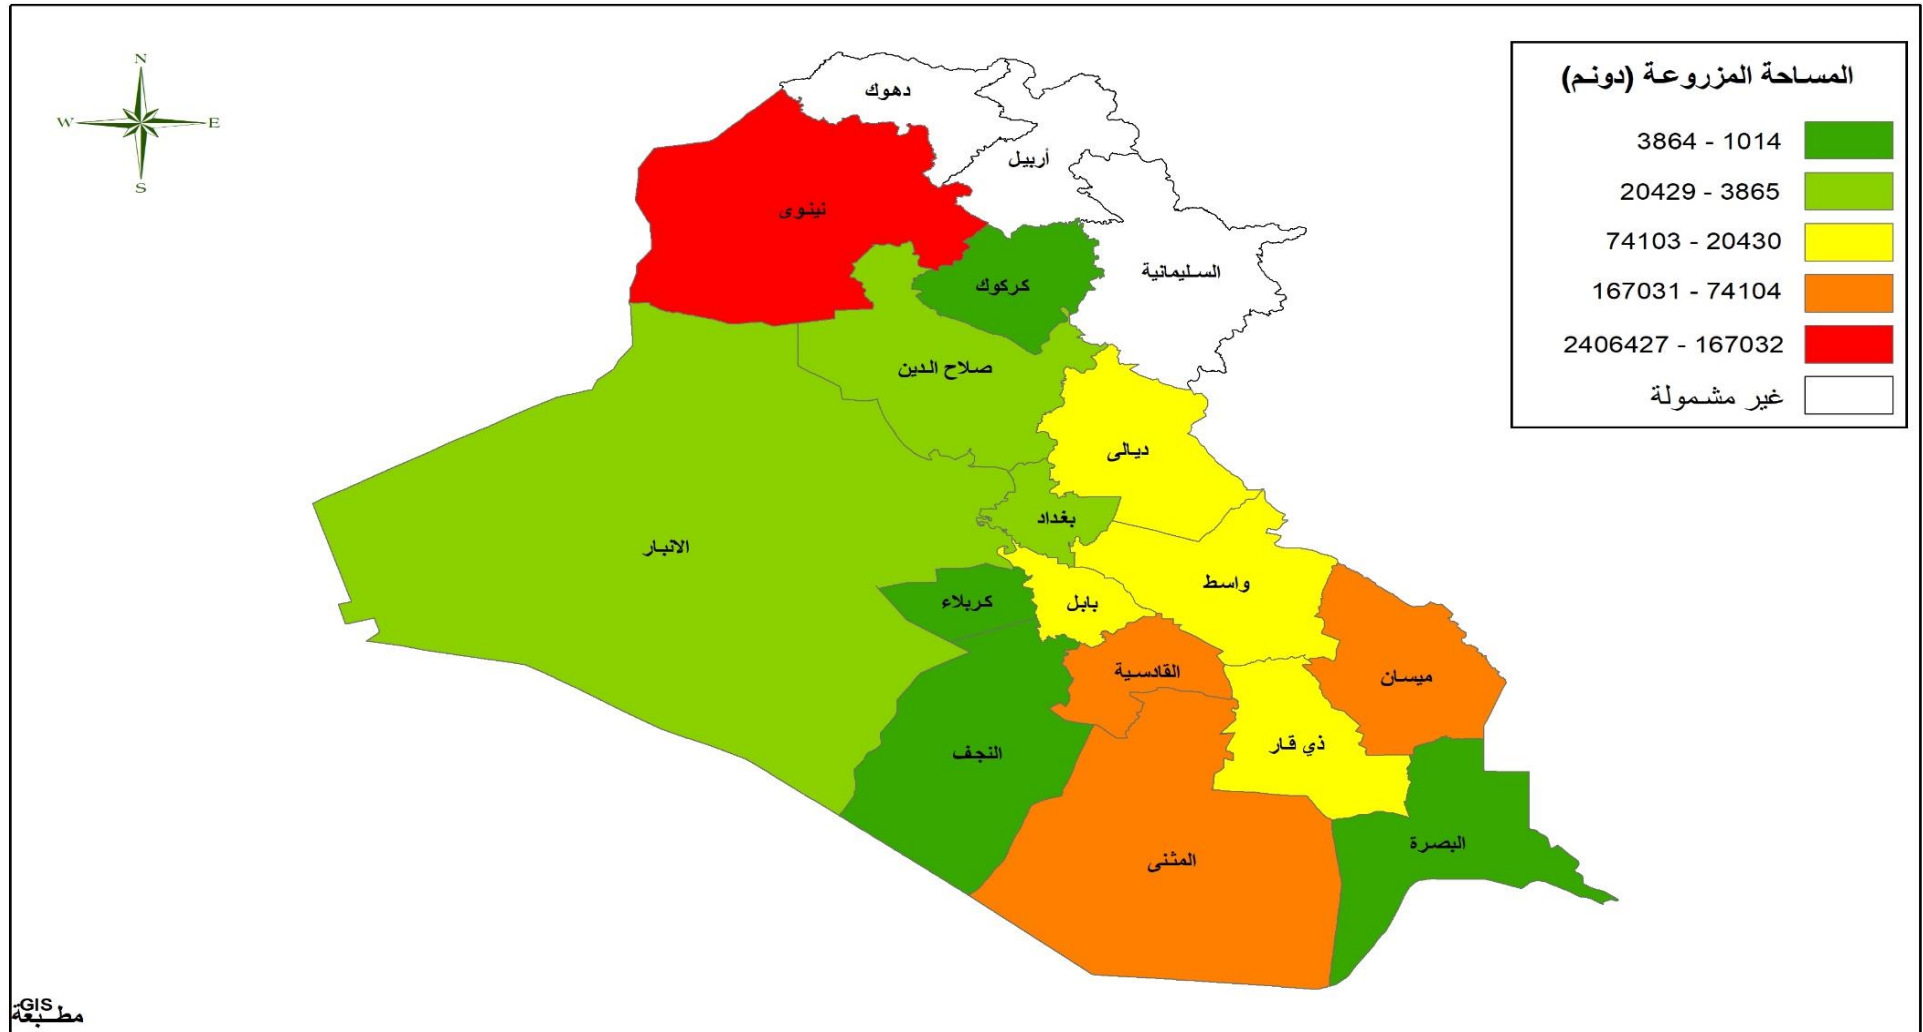 N
W
E
S
المساحة المزروعة (دونم)
3864 - 1014
20429 - 3865
74103 - 20430
167031 - 74104
2406427 - 167032
غير مشمولة
دهوك
أربيل
نينوى
السليمانية
كركوك
صلاح الدين
ديالى
بغداد
الانبار
واسط
كربلاء
بابل
القادسية
ميسان
ذي قار
النجف
البصرة
المثنى
GIS
مطبعة